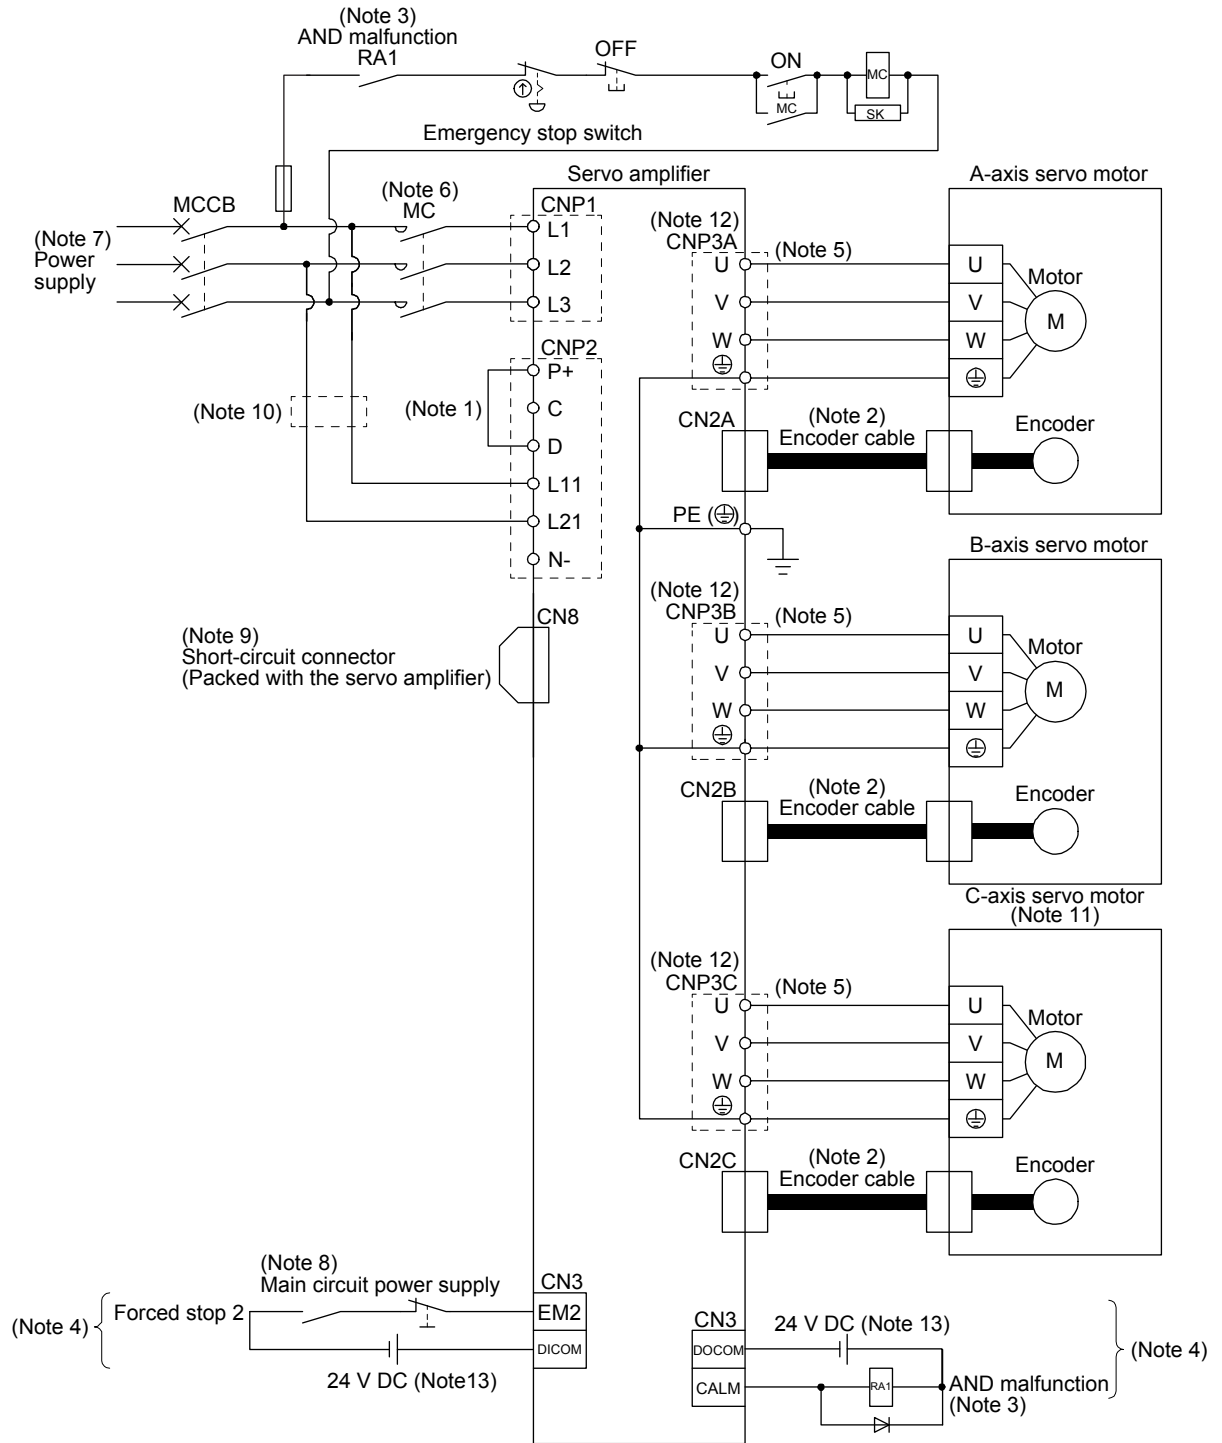 (Note 3)
AND malfunction
RA1
OFF
ON
MC
MC
SK
Emergency stop switch
Servo amplifier
A-axis servo motor
MCCB
(Note 6)
MC
CNP1
L1
L2
L3
(Note 7)
Power
supply
(Note 12)
CNP3A
U
V
W
(Note 5)
U
V
W
Motor
M
CNP2
P+
C
D
L11
L21
N-
(Note 10)
(Note 1)
CN2A
(Note 2)
Encoder cable
Encoder
PE ( )
B-axis servo motor
(Note 12)
CNP3B
U
V
W
(Note 5)
U
V
W
Motor
M
CN8
(Note 9)
Short-circuit connector
(Packed with the servo amplifier)
CN2B
(Note 2)
Encoder cable
Encoder
C-axis servo motor
(Note 11)
(Note 12)
CNP3C
U
V
W
(Note 5)
U
V
W
Motor
M
CN2C
(Note 2)
Encoder cable
Encoder
(Note 8)
Main circuit power supply
(Note 4)
Forced stop 2
CN3
EM2
DICOM
24 V DC (Note13)
CN3
DOCOM
CALM
24 V DC (Note 13)
RA1
AND malfunction
(Note 3)
(Note 4)